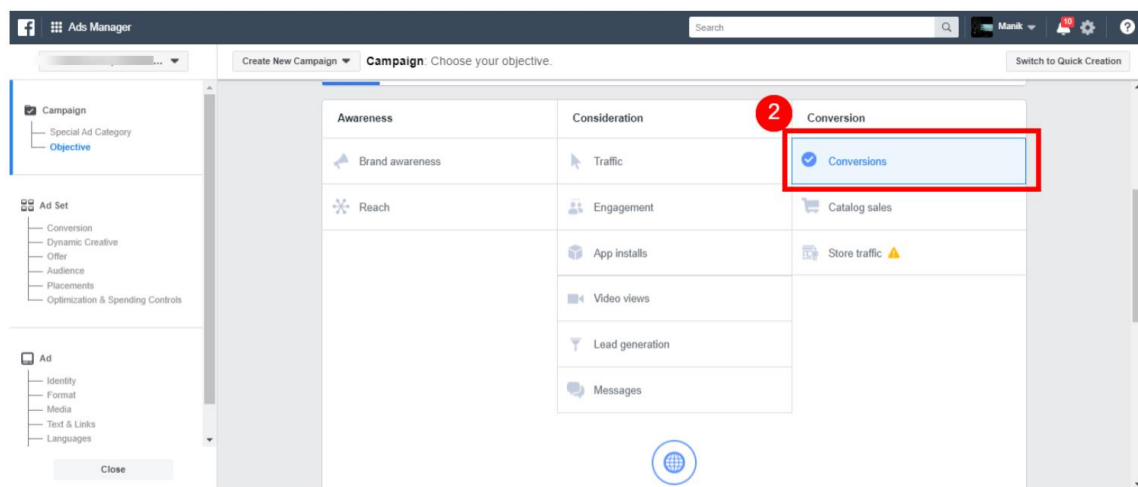 f Ads Manager
Search
Manik
10
?
...
Create New Campaign Campaign: Choose your objective.
Switch to Quick Creation
Campaign
Special Ad Category
Objective
Ad Set
Conversion
Dynamic Creative
Offer
Audience
Placements
Optimization & Spending Controls
Ad
Identity
Format
Media
Text & Links
Languages
Close
Awareness
Brand awareness
Reach
Consideration
Traffic
Engagement
App installs
Video views
Lead generation
Messages
2
Conversion
Conversions
Catalog sales
Store traffic